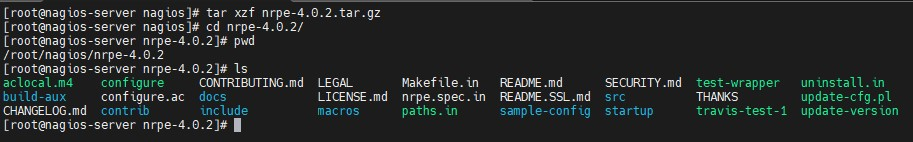 [root@nagios-server nagios]# tar xzf nrpe-4.0.2.tar.gz
[root@nagios-server nagios]# cd nrpe-4.0.2/
[root@nagios-server nrpe-4.0.2]# pwd
/root/nagios/nrpe-4.0.2
[root@nagios-server nrpe-4.0.2]# ls
aclocal.m4 configure CONTRIBUTING.md LEGAL Makefile.in README.md SECURITY.md test-wrapper uninstall.in
build-aux configure.ac docs LICENSE.md nrpe.spec.in README.SSL.md src THANKS update-cfg.pl
CHANGELOG.md contrib include macros paths.in sample-config startup travis-test-1 update-version
[root@nagios-server nrpe-4.0.2]#